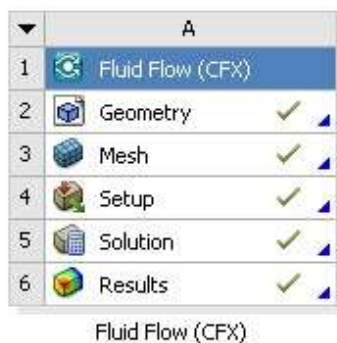 A
1 Fluid Flow (CFX)
2 Geometry
3 Mesh
4 Setup
5 Solution
6 Results
Fluid Flow (CFX)